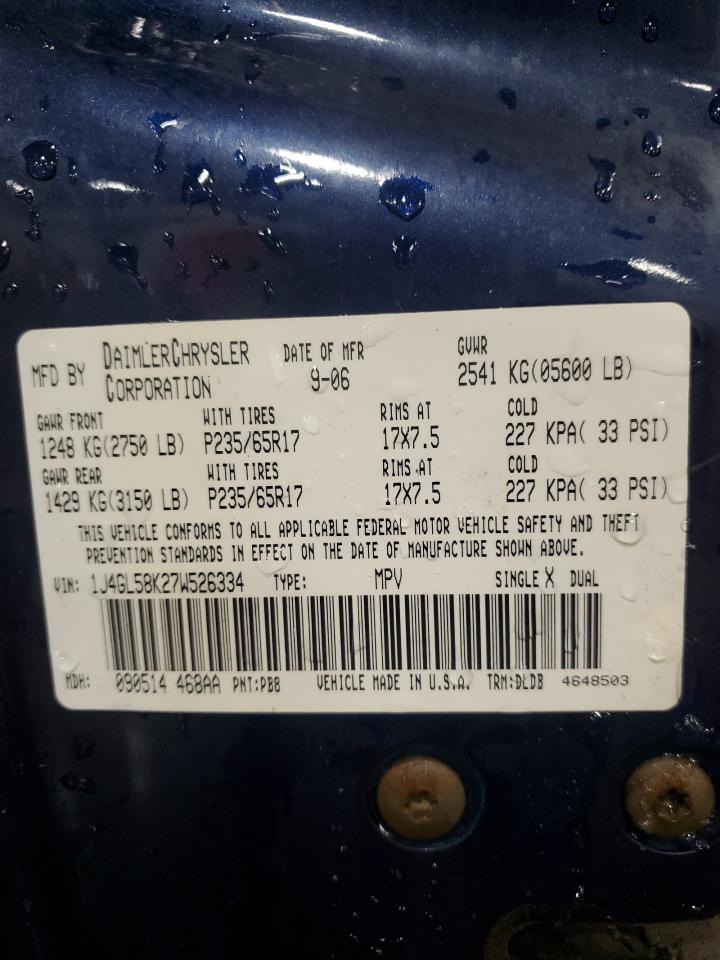 MFD BY DAIMLERCHRYSLER CORPORATION DATE OF MFR 9-06 GVWR 2541 KG(05600 LB)
GAWR FRONT WITH TIRES RIMS AT COLD
1248 KG(2750 LB) P235/65R17 17X7.5 227 KPA( 33 PSI)
GAWR REAR WITH TIRES RIMS AT COLD
1429 KG(3150 LB) P235/65R17 17X7.5 227 KPA( 33 PSI)
THIS VEHICLE CONFORMS TO ALL APPLICABLE FEDERAL MOTOR VEHICLE SAFETY AND THEFT
PREVENTION STANDARDS IN EFFECT ON THE DATE OF MANUFACTURE SHOWN ABOVE.
VIN: 1J4GL58K27W526334 TYPE: MPV SINGLE X DUAL
MDH: 090514 468AA PNT:PB8 VEHICLE MADE IN U.S.A. TRM:DLDB 4648503